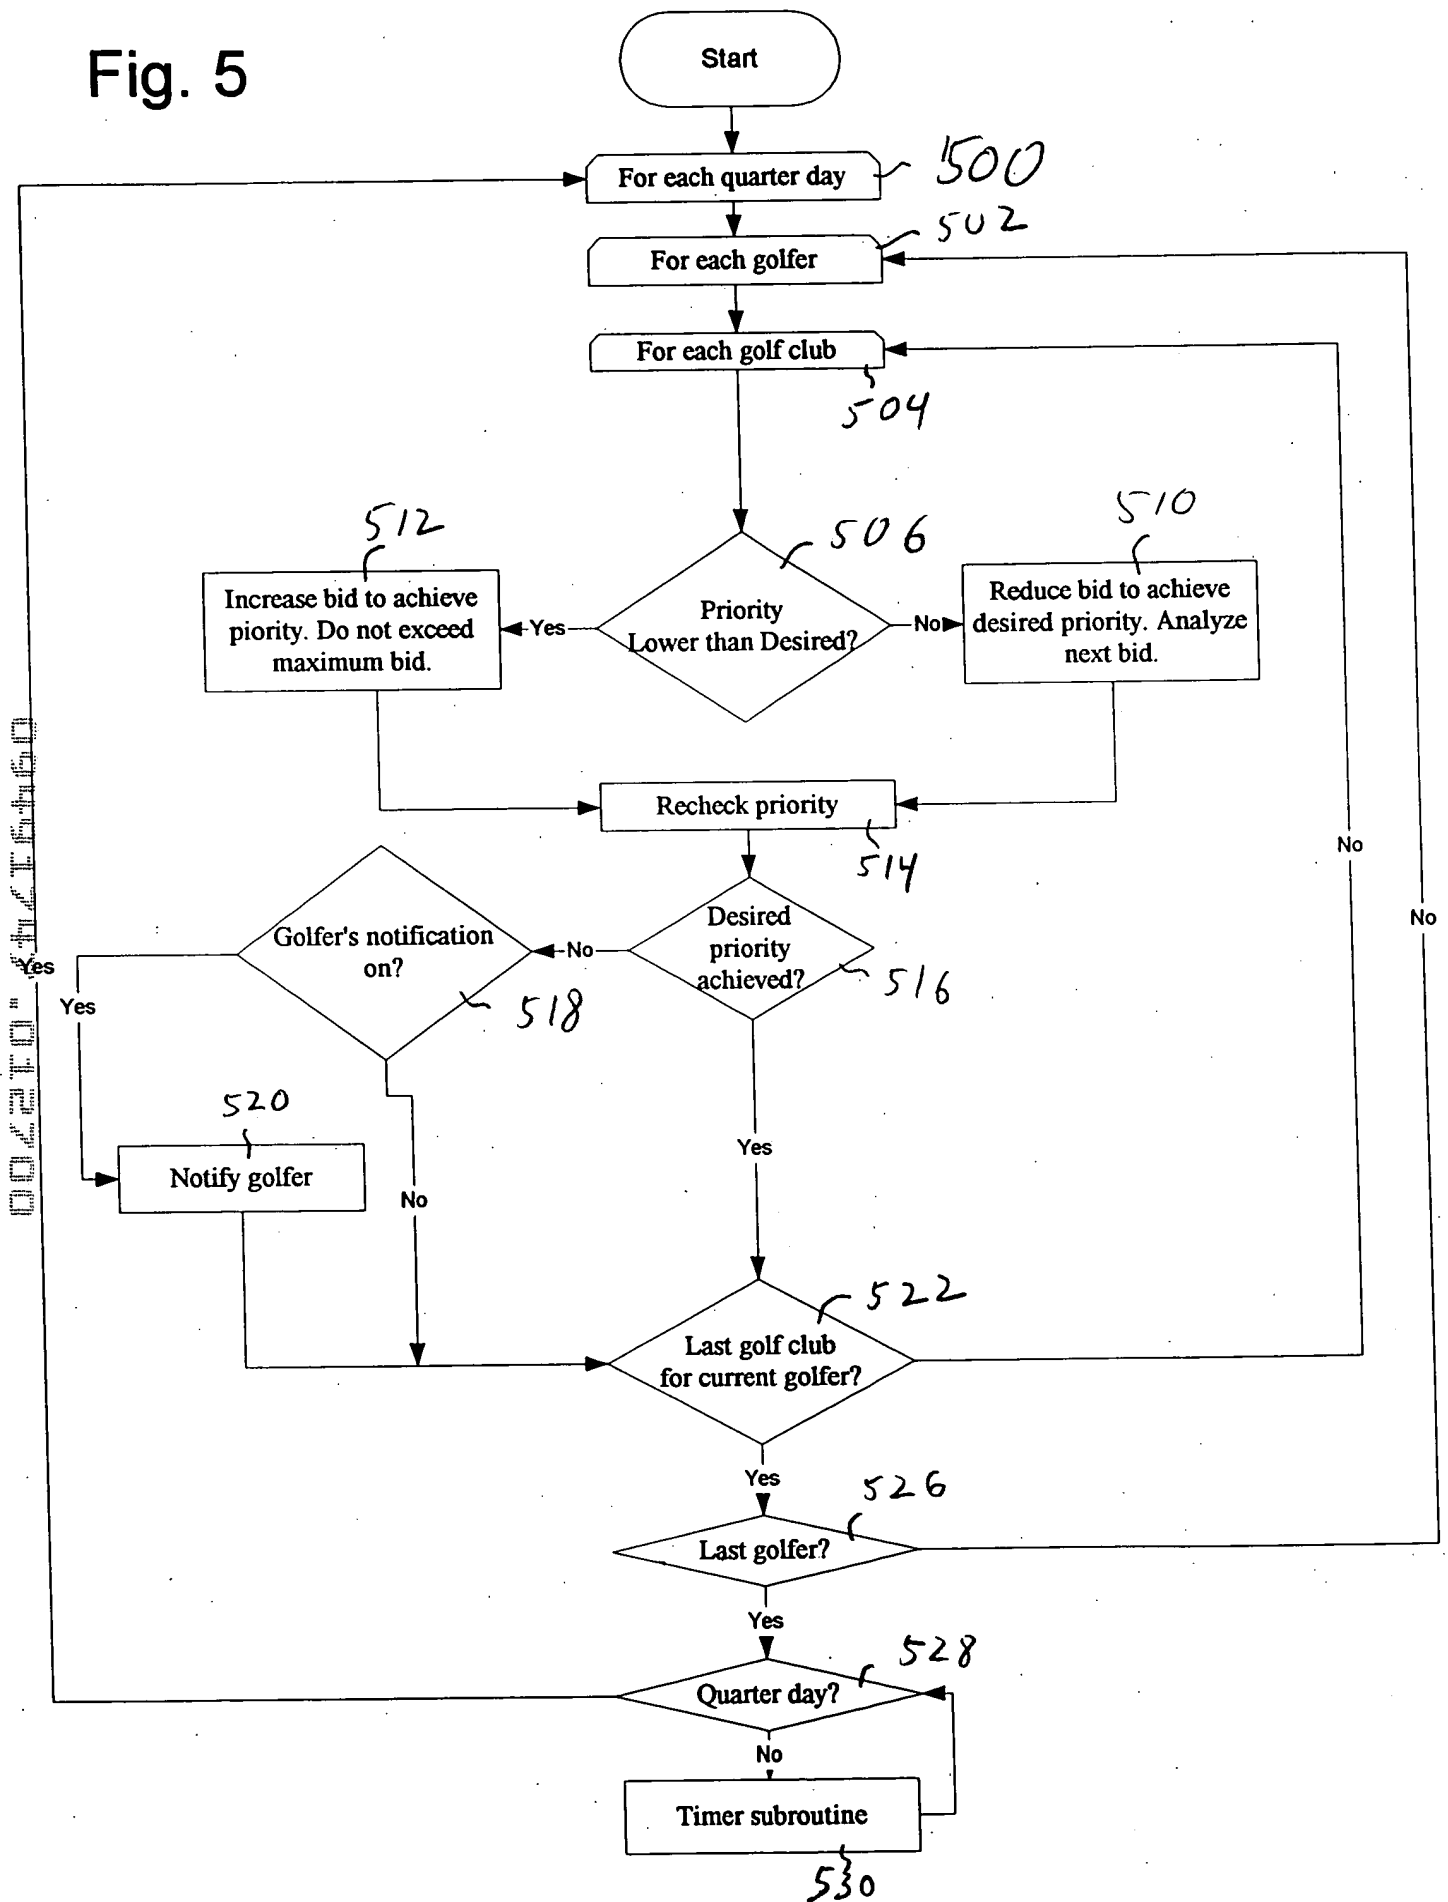 Fig. 5
Start
For each quarter day
500
For each golfer
502
For each golf club
504
506
Priority
Lower than Desired?
Yes
No
512
Increase bid to achieve
piority. Do not exceed
maximum bid.
510
Reduce bid to achieve
desired priority. Analyze
next bid.
Recheck priority
514
Desired
priority
achieved?
516
No
Golfer's notification
on?
518
Yes
Yes
No
No
520
Notify golfer
No
Yes
522
Last golf club
for current golfer?
Yes
526
Last golfer?
Yes
528
Quarter day?
No
Timer subroutine
530